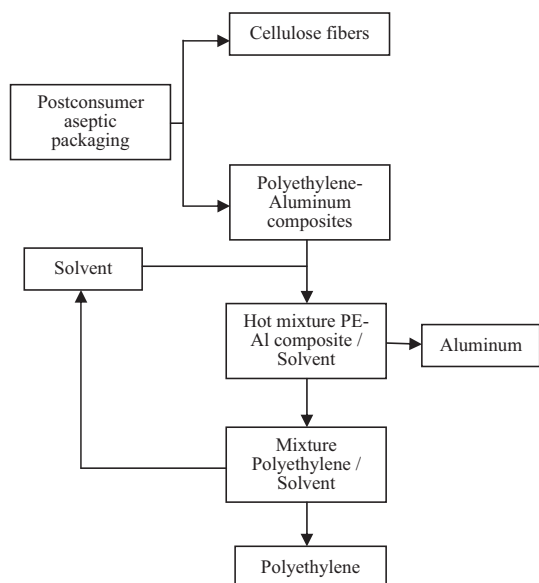 Cellulose fibers
Postconsumer
aseptic
packaging
Polyethylene-
Aluminum
composites
Solvent
Hot mixture PE-
Al composite /
Solvent
Aluminum
Mixture
Polyethylene /
Solvent
Polyethylene